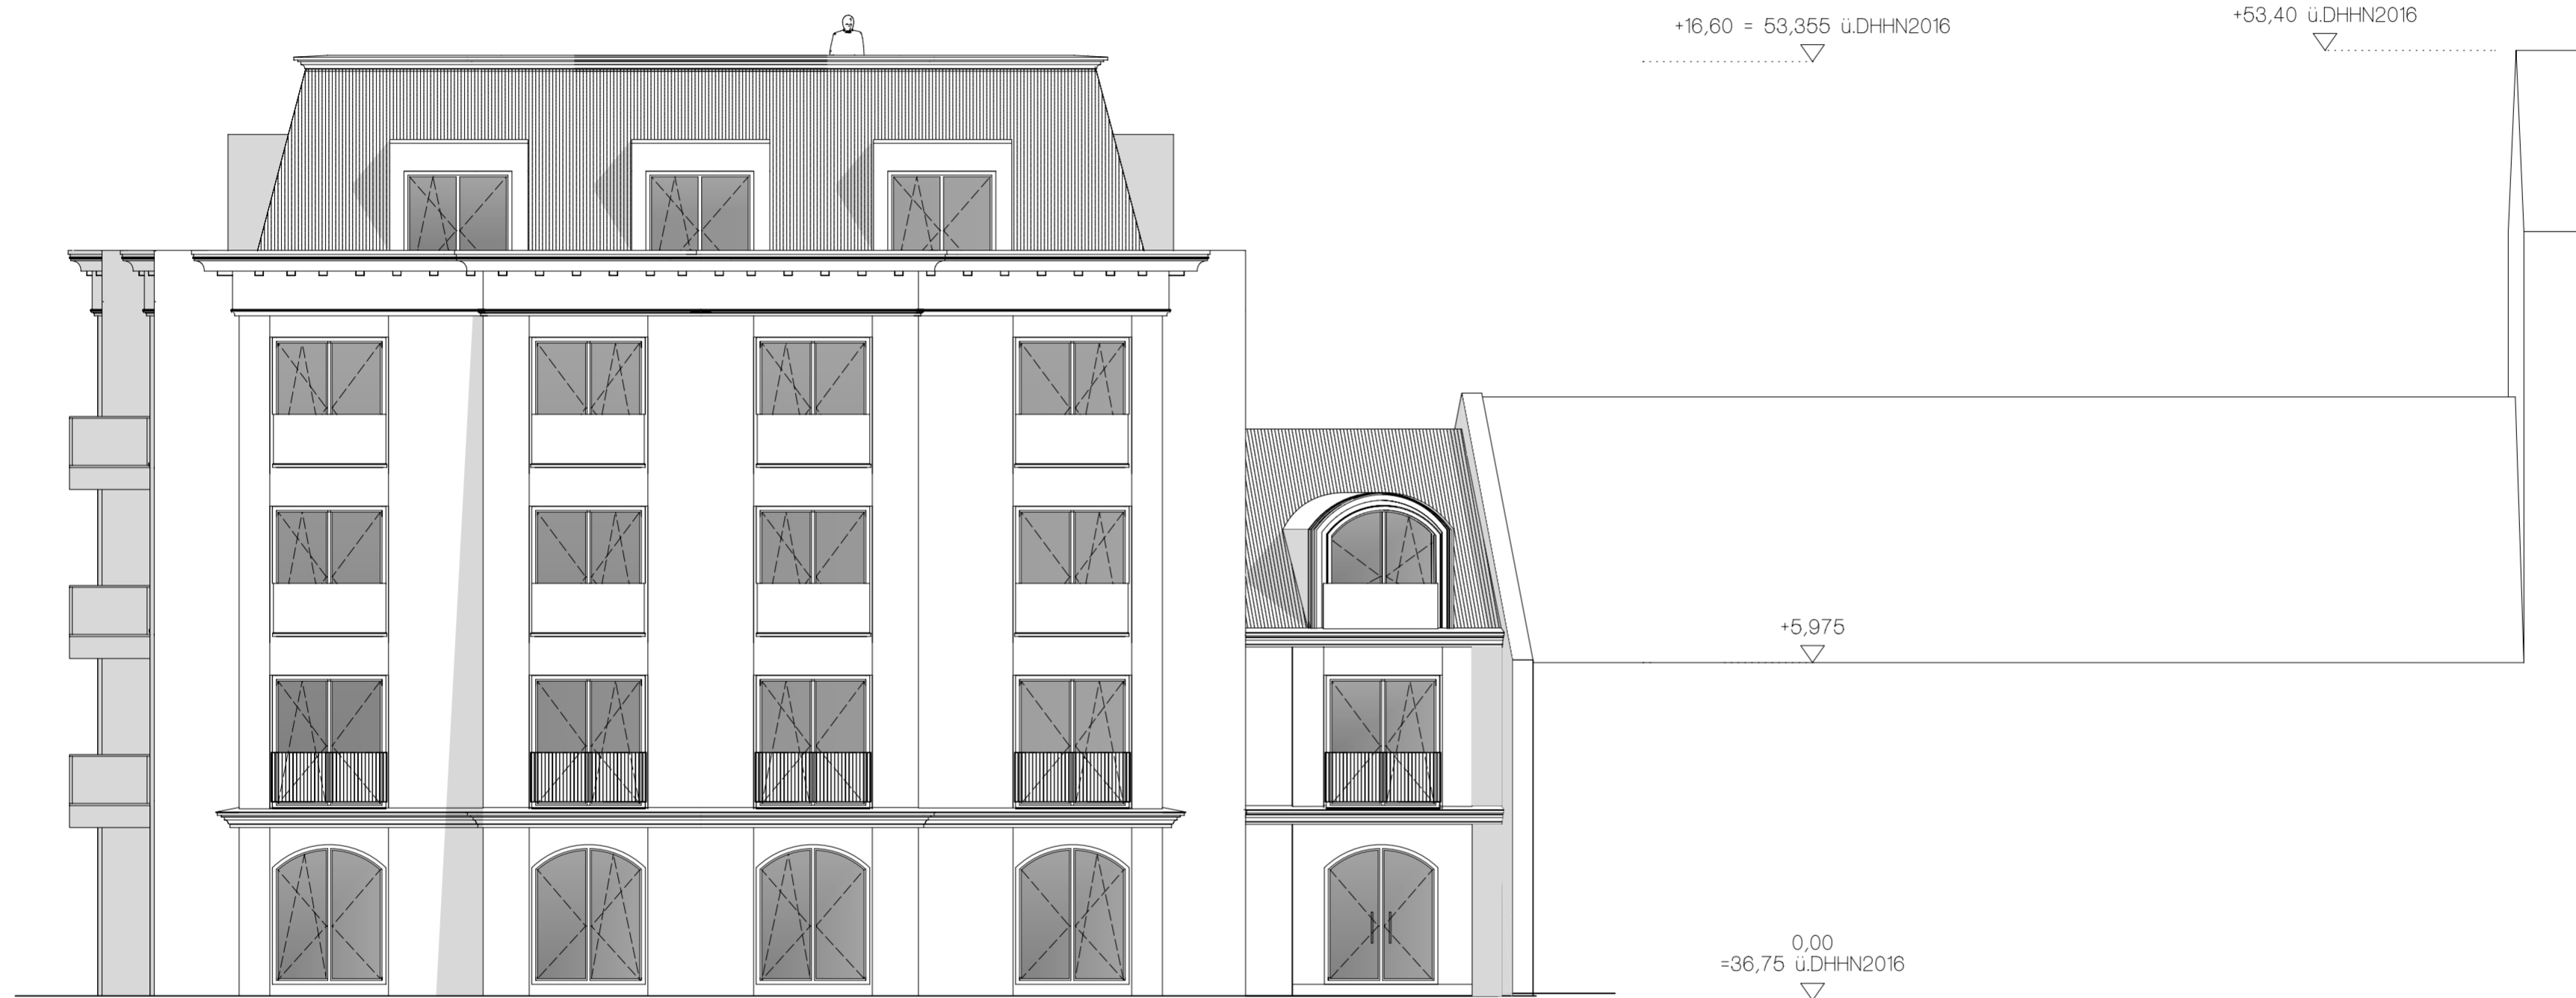 +53,40 ü.DHHN2016
+16,60 = 53,355 ü.DHHN2016
+5,975
0,00
=36,75 ü.DHHN2016